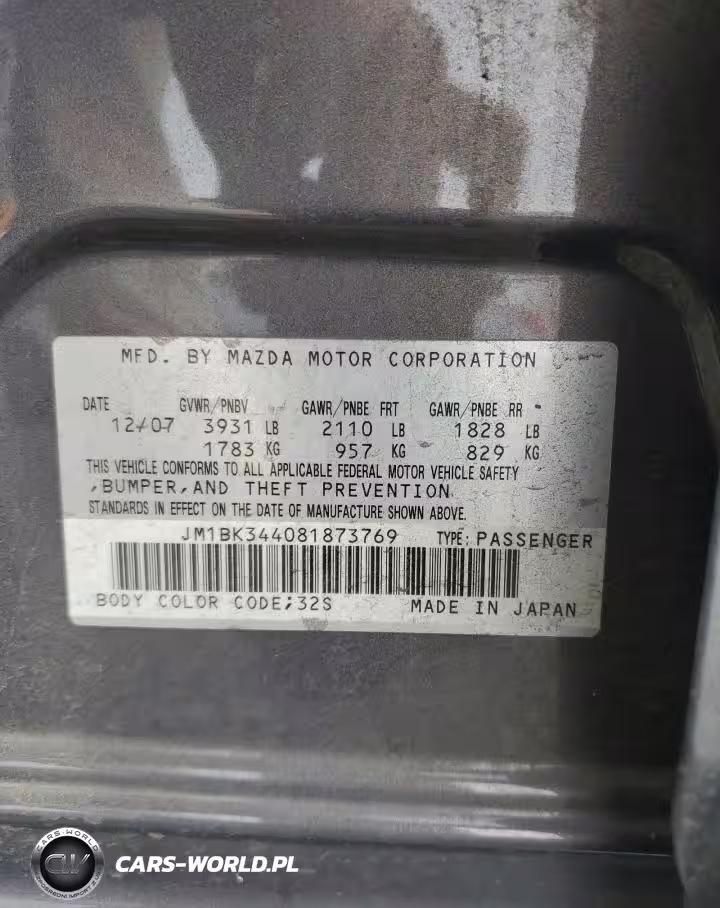 MFD. BY MAZDA MOTOR CORPORATION
DATE GVWR/PNBV GAWR/PNBE FRT GAWR/PNBE RR
12/07 3931 LB 2110 LB 1828 LB
1783 KG 957 KG 829 KG
THIS VEHICLE CONFORMS TO ALL APPLICABLE FEDERAL MOTOR VEHICLE SAFETY
,BUMPER,AND THEFT PREVENTION
STANDARDS IN EFFECT ON THE DATE OF MANUFACTURE SHOWN ABOVE.
JM1BK344081873769 TYPE: PASSENGER
BODY COLOR CODE;32S MADE IN JAPAN
CARS-WORLD
CW
CARS-WORLD.PL